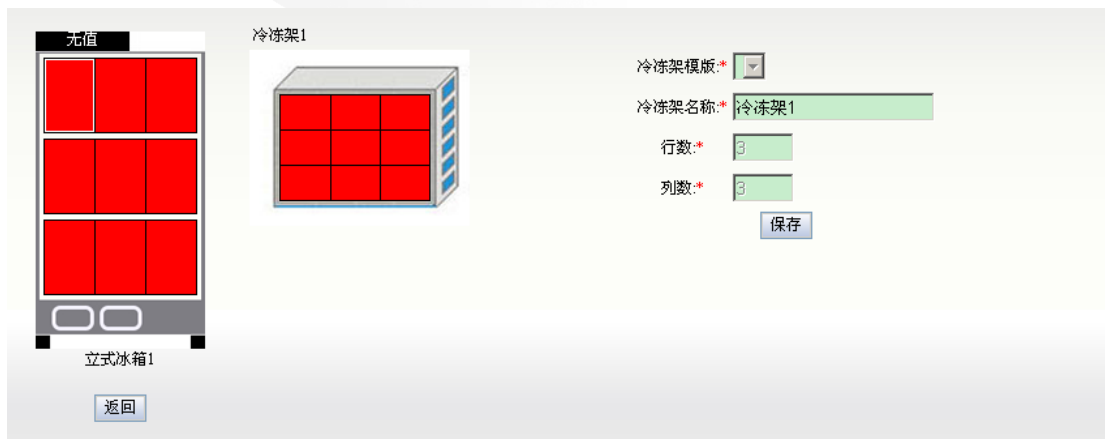 无值
立式冰箱1
返回
冷冻架1
冷冻架模版:*
冷冻架名称:* 冷冻架1
行数:* 3
列数:* 3
保存